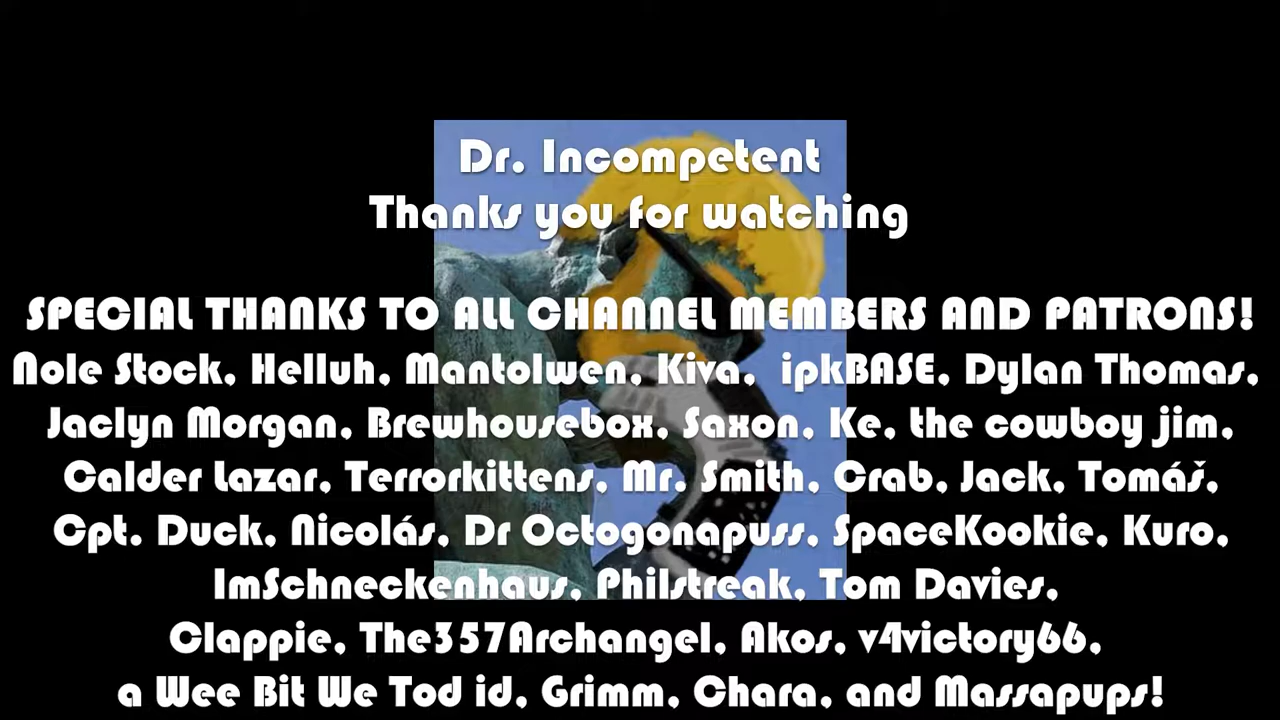 Dr. Incompetent
Thanks you for watching
SPECIAL THANKS TO ALL CHANNEL MEMBERS AND PATRONS!
Nole Stock, Helluh, Mantolwen, Kiva, ipkBASE, Dylan Thomas,
Jaclyn Morgan, Brewhousebox, Saxon, Ke, the cowboy jim,
Calder Lazar, Terrorkittens, Mr. Smith, Crab, Jack, Tomáš,
Cpt. Duck, Nicolás, Dr Octogonapuss, SpaceKookie, Kuro,
ImSchneckenhaus, Philstreak, Tom Davies,
Clappie, The357Archangel, Akos, v4victory66,
a Wee Bit We Tod id, Grimm, Chara, and Massapups!